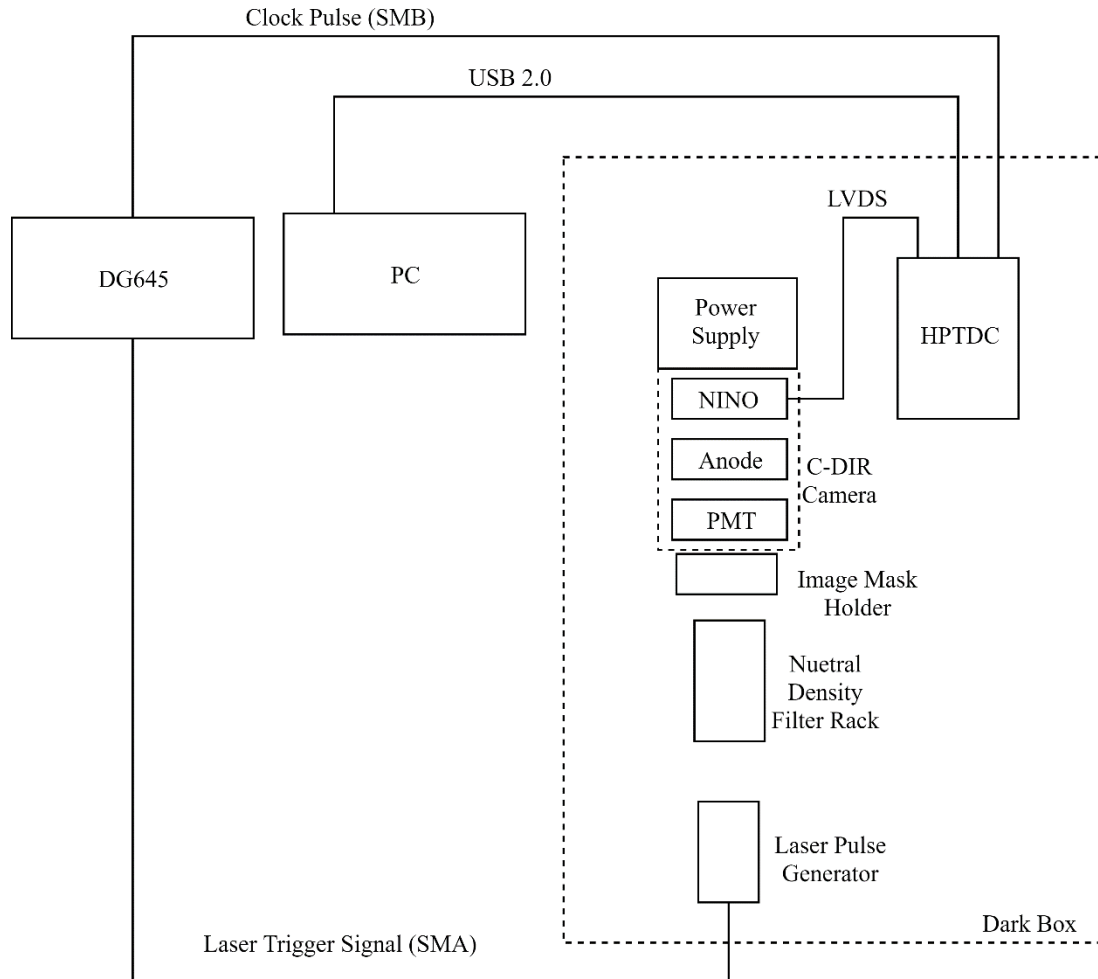 Clock Pulse (SMB)
USB 2.0
LVDS
DG645
PC
Power
Supply
HPTDC
NINO
Anode
C-DIR
Camera
PMT
Image Mask
Holder
Nuetral
Density
Filter Rack
Laser Pulse
Generator
Dark Box
Laser Trigger Signal (SMA)